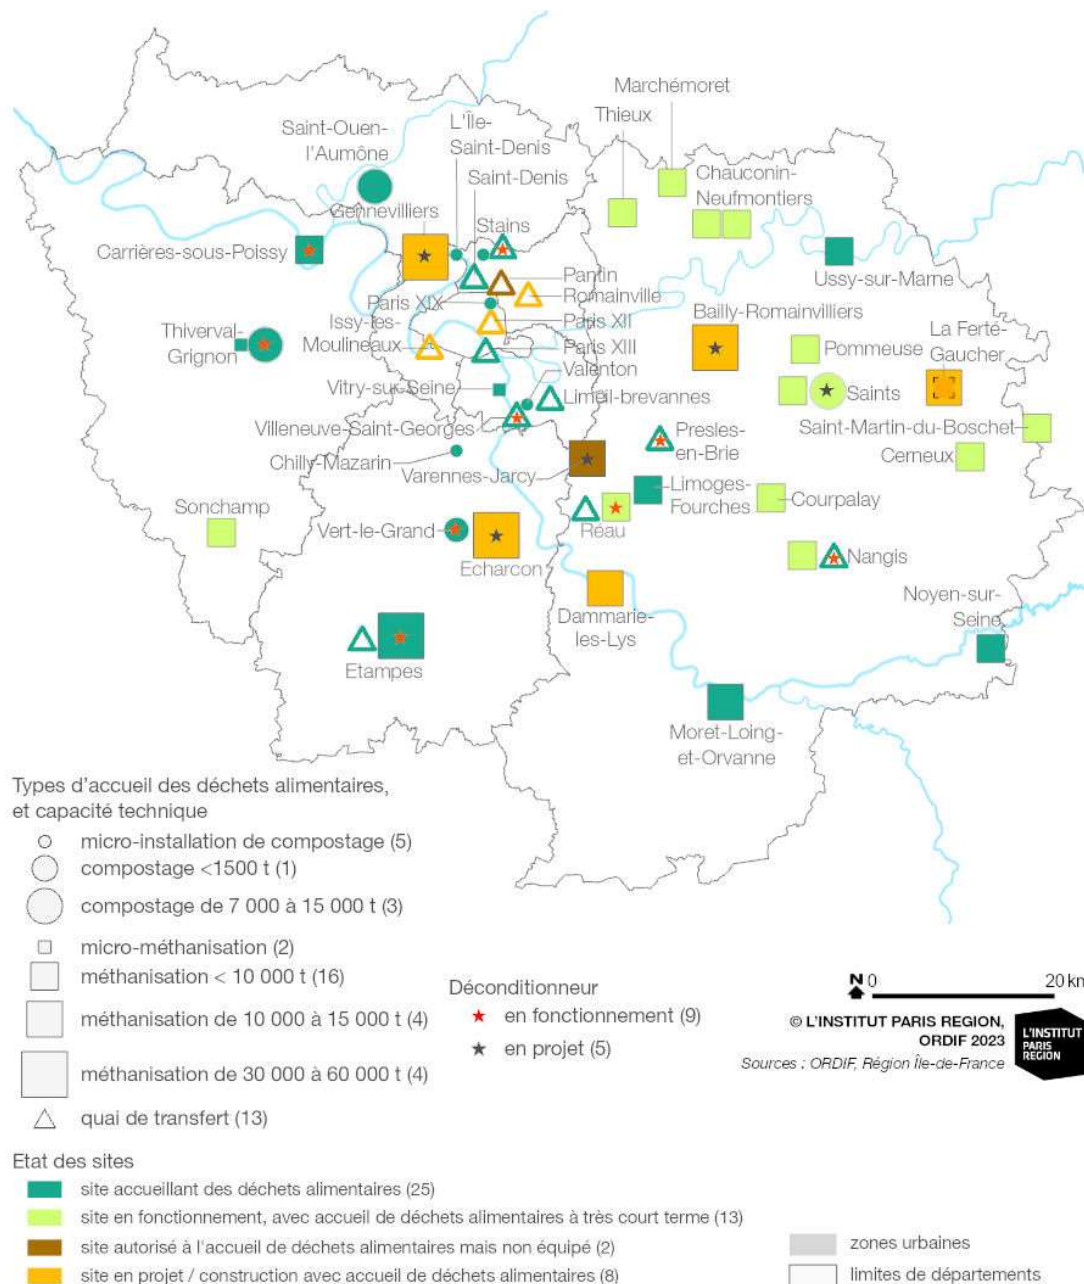 Marchémoret
Thieux
Saint-Ouen-
l'Aumône
L'Île-
Saint-Denis
Saint-Denis
Chauconin-
Neufmontiers
Gennevilliers
Stains
Carrières-sous-Poissy
Ussy-sur-Marne
Pantin
Romainville
Paris XIX
Bailly-Romainvilliers
Issy-les-
Moulineaux
Paris XII
La Ferté-
Gaucher
Thiverval-
Grignon
Paris XIII
Pommeuse
Valenton
Vitry-sur-Seine
Limeil-brevannes
Saints
Villeneuve-Saint-Georges
Presles-
en-Brie
Saint-Martin-du-Boschet
Cerneux
Chilly-Mazarin
Varennes-Jarcy
Limoges-
Fourches
Courpalay
Sonchamp
Vert-le-Grand
Réau
Echarcon
Nangis
Dammarie-
les-Lys
Noyen-sur-
Seine
Etampes
Moret-Loing-
et-Orvanne
Types d'accueil des déchets alimentaires,
et capacité technique
micro-installation de compostage (5)
compostage <1500 t (1)
compostage de 7 000 à 15 000 t (3)
micro-méthanisation (2)
méthanisation < 10 000 t (16)
méthanisation de 10 000 à 15 000 t (4)
méthanisation de 30 000 à 60 000 t (4)
quai de transfert (13)
Déconditionneur
en fonctionnement (9)
en projet (5)
N 0 20 km
© L'INSTITUT PARIS REGION,
ORDIF 2023
Sources : ORDIF, Région Île-de-France
L'INSTITUT
PARIS
REGION
Etat des sites
site accueillant des déchets alimentaires (25)
site en fonctionnement, avec accueil de déchets alimentaires à très court terme (13)
site autorisé à l'accueil de déchets alimentaires mais non équipé (2)
site en projet / construction avec accueil de déchets alimentaires (8)
zones urbaines
limites de départements